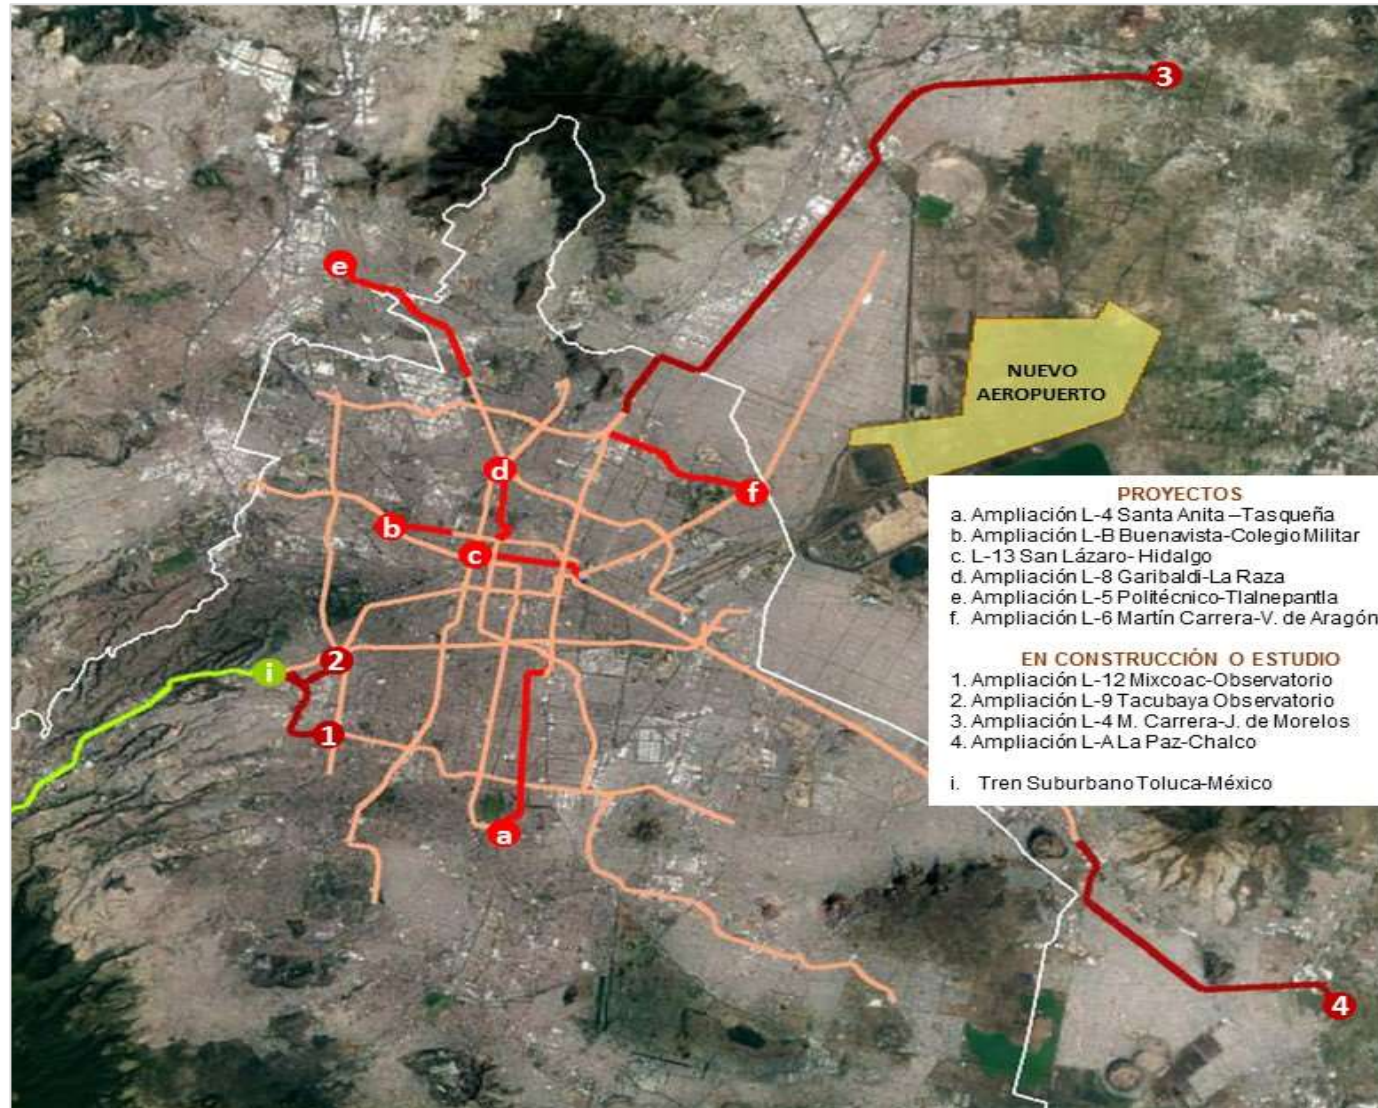 3
e
NUEVO
AEROPUERTO
d
f
b
c
2
i
1
a
4
PROYECTOS
a. Ampliación L-4 Santa Anita –Tasqueña
b. Ampliación L-B Buenavista-Colegio Militar
c. L-13 San Lázaro- Hidalgo
d. Ampliación L-8 Garibaldi-La Raza
e. Ampliación L-5 Politécnico-Tlalnepantla
f. Ampliación L-6 Martín Carrera-V. de Aragón
EN CONSTRUCCIÓN O ESTUDIO
1. Ampliación L-12 Mixcoac-Observatorio
2. Ampliación L-9 Tacubaya Observatorio
3. Ampliación L-4 M. Carrera-J. de Morelos
4. Ampliación L-A La Paz-Chalco
i. Tren Suburbano Toluca-México